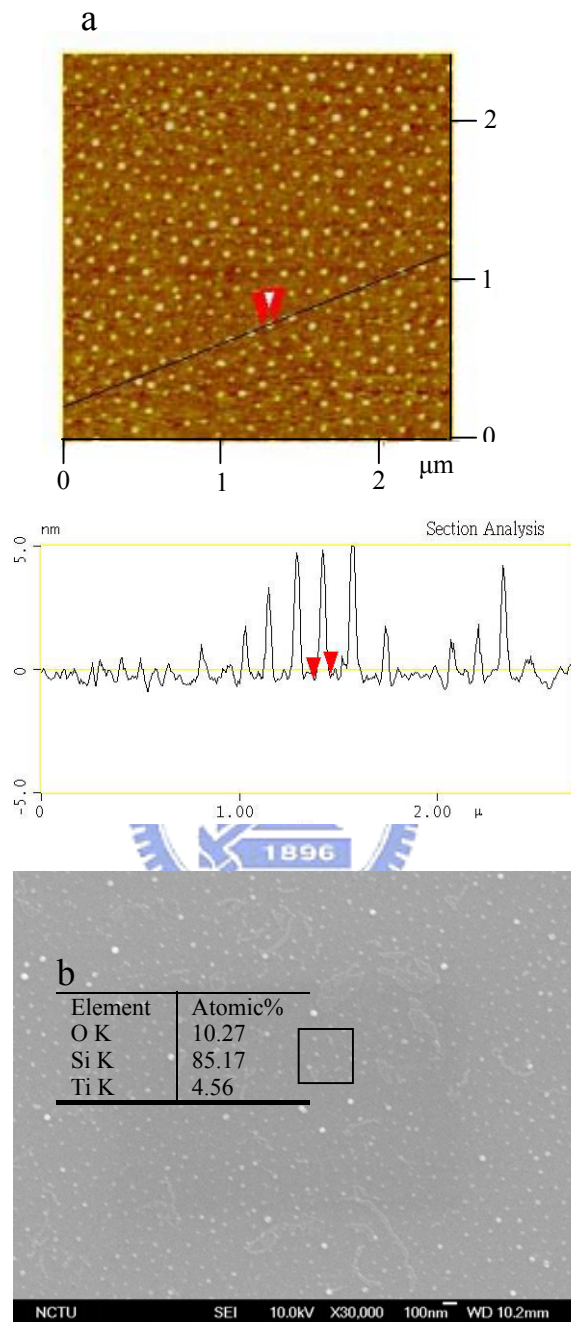 a
2
1
0
0 1 2 μm
nm Section Analysis
5.0
0
-5.0
0 1.00 2.00 μ
1896
b
Element Atomic%
O K 10.27
Si K 85.17
Ti K 4.56
NCTU SEI 10.0kV X30,000 100nm WD 10.2mm